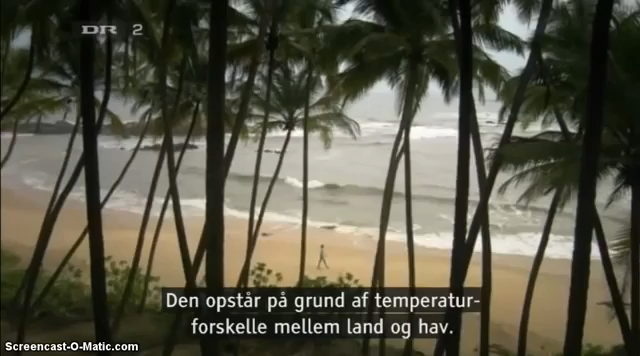 DR 2
Den opstår på grund af temperatur-
forskelle mellem land og hav.
Screencast-O-Matic.com